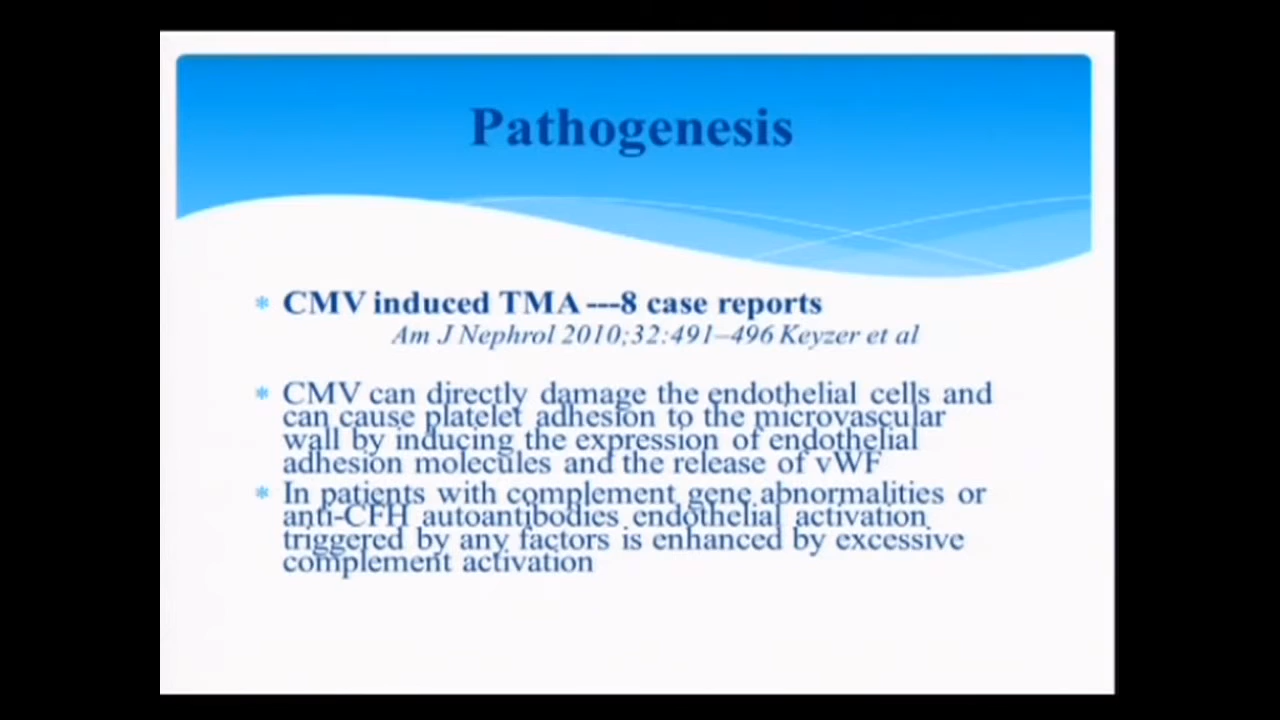 Pathogenesis
* CMV induced TMA ---8 case reports
Am J Nephrol 2010;32:491–496 Keyzer et al
* CMV can directly damage the endothelial cells and
can cause platelet adhesion to the microvascular
wall by inducing the expression of endothelial
adhesion molecules and the release of vWF
* In patients with complement gene abnormalities or
anti-CFH autoantibodies endothelial activation
triggered by any factors is enhanced by excessive
complement activation